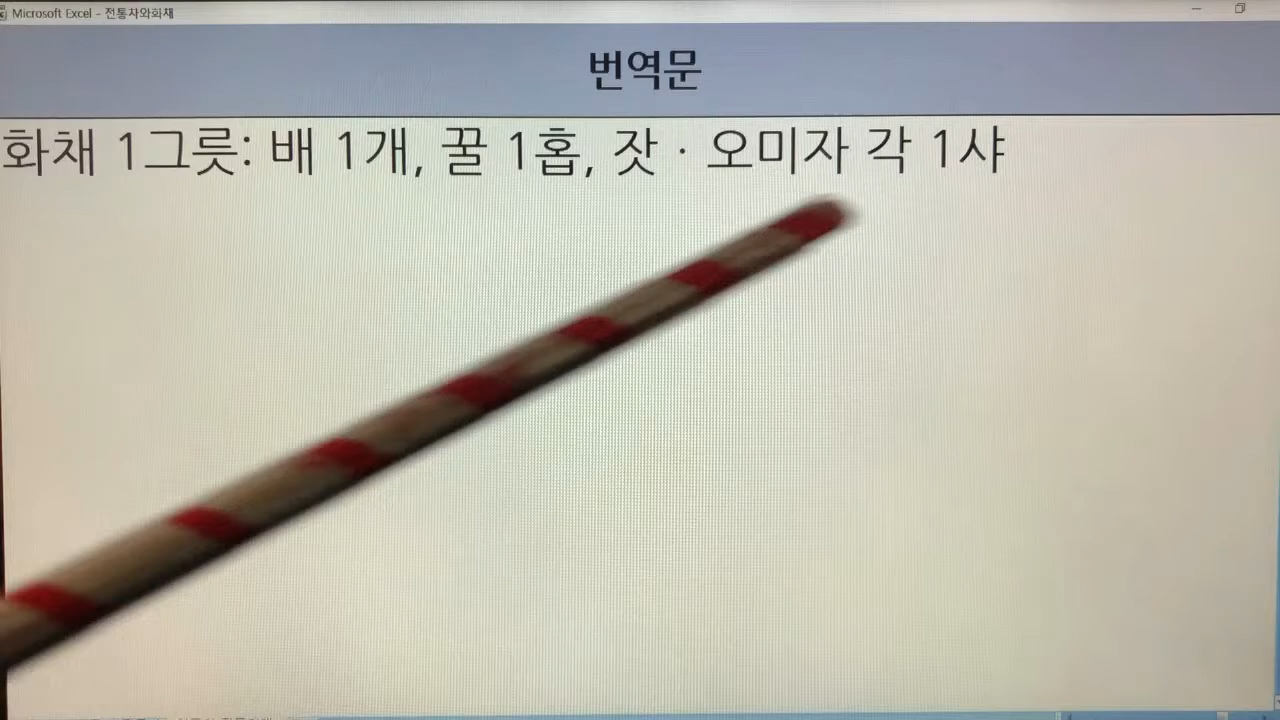 Microsoft Excel - 전통차와화채
번역문
화채 1그릇: 배 1개, 꿀 1홉, 잣 · 오미자 각 1샤